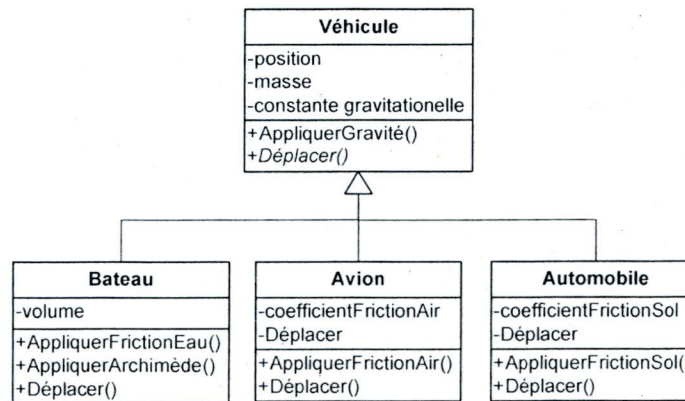 Véhicule
-position
-masse
-constante gravitationelle
+AppliquerGravité()
+Déplacer()
Bateau
-volume
+AppliquerFrictionEau()
+AppliquerArchimède()
+Déplacer()
Avion
-coefficientFrictionAir
-Déplacer
+AppliquerFrictionAir()
+Déplacer()
Automobile
-coefficientFrictionSol
-Déplacer
+AppliquerFrictionSol(
+Déplacer()